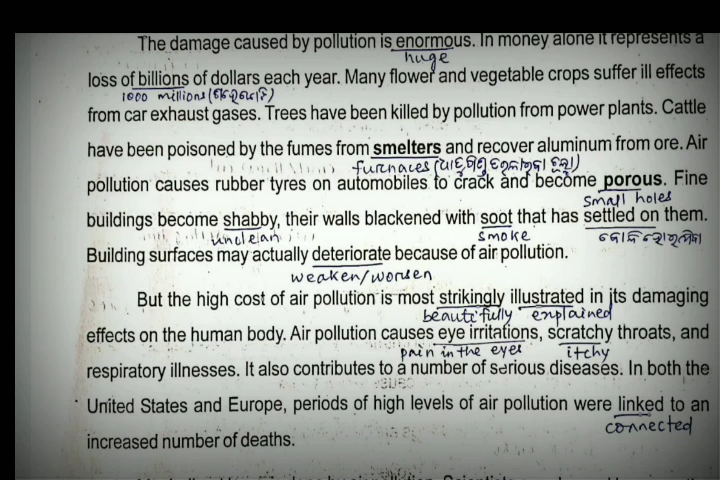 The damage caused by pollution is enormous. In money alone it represents a
huge
loss of billions of dollars each year. Many flower and vegetable crops suffer ill effects
1000 millions
from car exhaust gases. Trees have been killed by pollution from power plants. Cattle
have been poisoned by the fumes from smelters and recover aluminum from ore. Air
furnaces
pollution causes rubber tyres on automobiles to crack and become porous. Fine
small holes
buildings become shabby, their walls blackened with soot that has settled on them.
unclean smoke
Building surfaces may actually deteriorate because of air pollution.
weaken/worsen
But the high cost of air pollution is most strikingly illustrated in its damaging
beautifully explained
effects on the human body. Air pollution causes eye irritations, scratchy throats, and
pain in the eyes itchy
respiratory illnesses. It also contributes to a number of serious diseases. In both the
United States and Europe, periods of high levels of air pollution were linked to an
connected
increased number of deaths.